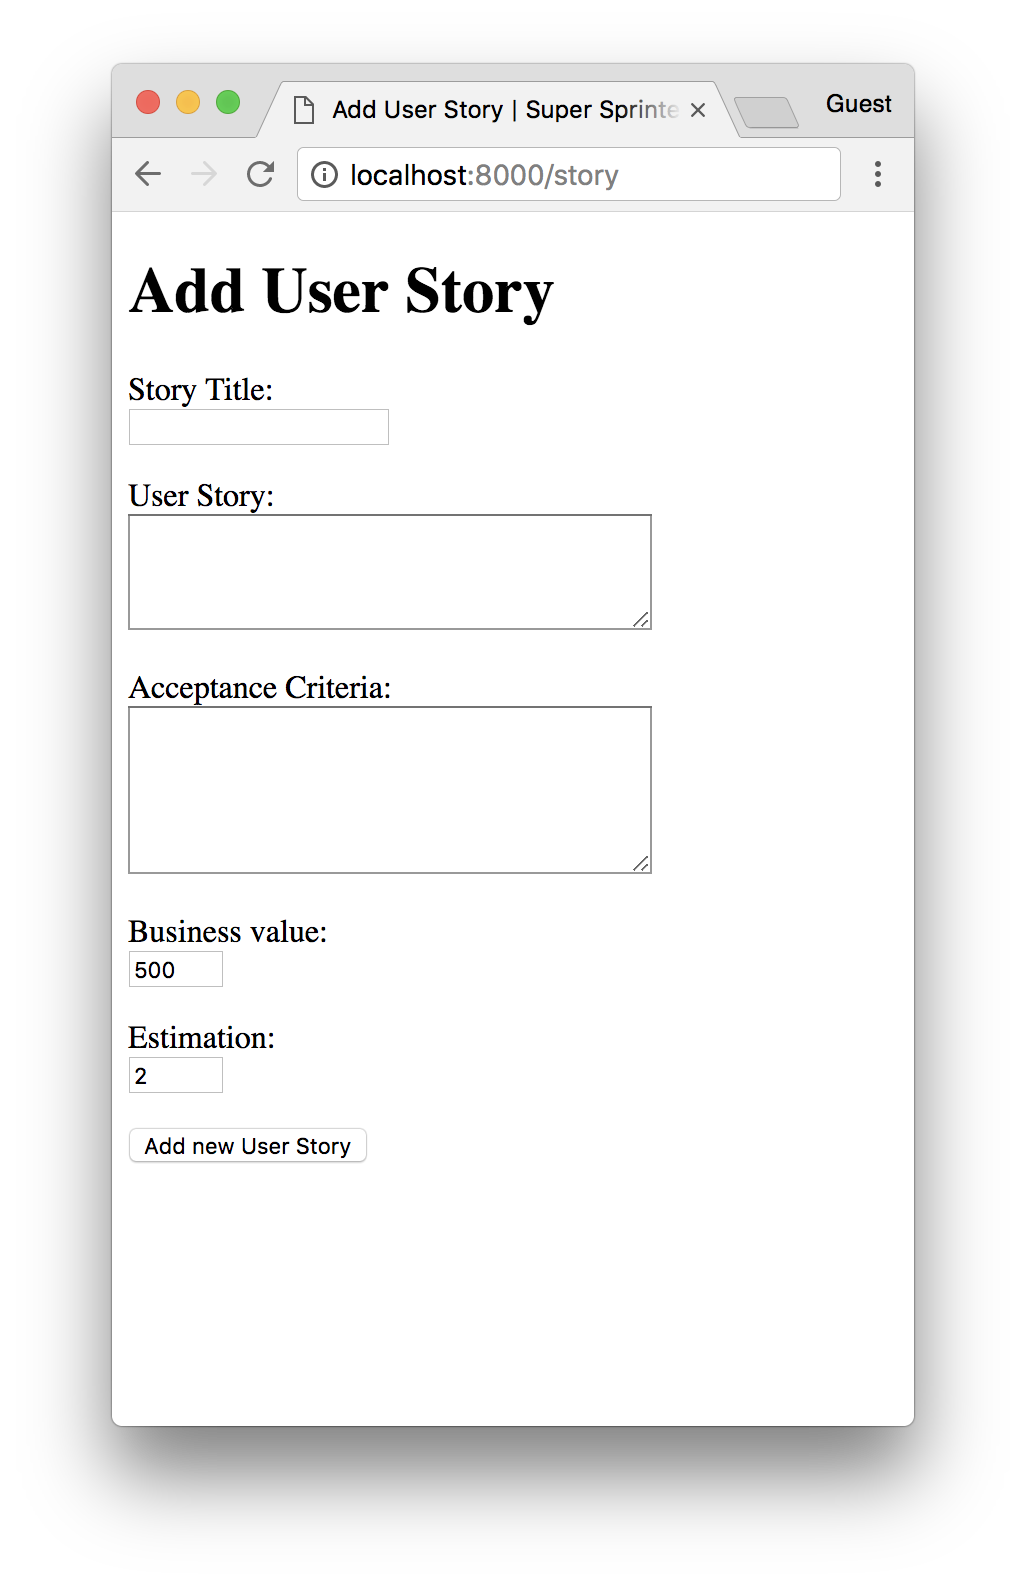 Add User Story | Super Sprinte
Guest
localhost:8000/story
Add User Story
Story Title:
User Story:
Acceptance Criteria:
Business value:
500
Estimation:
2
Add new User Story